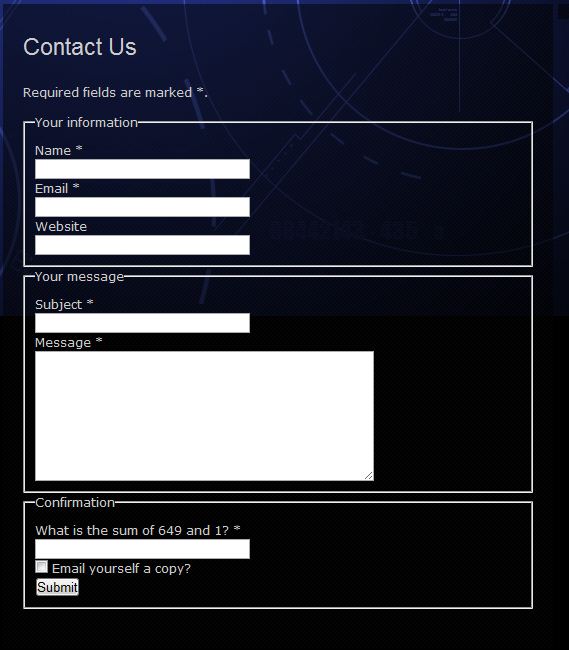 Contact Us
Required fields are marked *.
Your information
Name *
Email *
Website
Your message
Subject *
Message *
Confirmation
What is the sum of 649 and 1? *
Email yourself a copy?
Submit